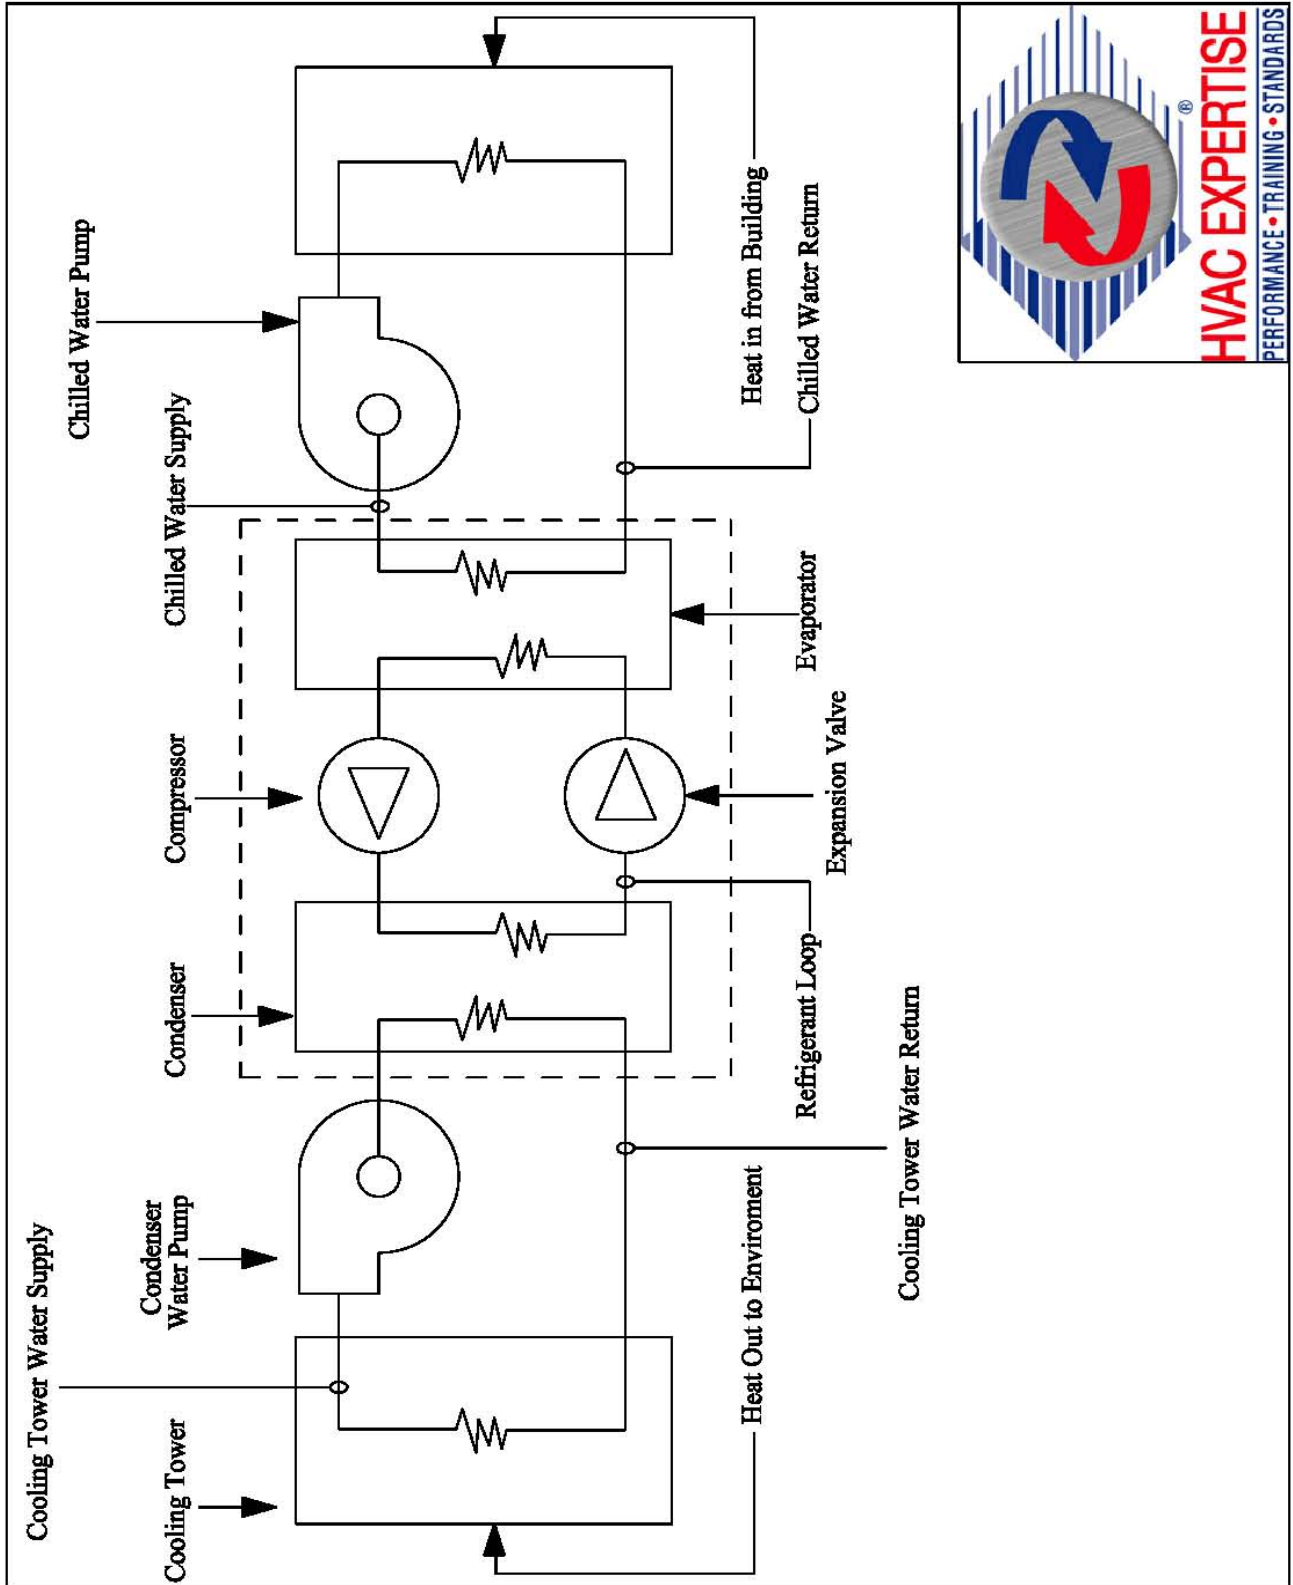 Cooling Tower Water Supply
Chilled Water Pump
Condenser
Water Pump
Cooling Tower
Condenser
Compressor
Chilled Water Supply
Heat Out to Enviroment
Refrigerant Loop
Expansion Valve
Evaporator
Heat in from Building
Chilled Water Return
Cooling Tower Water Return
®
HVAC EXPERTISE
PERFORMANCE • TRAINING • STANDARDS